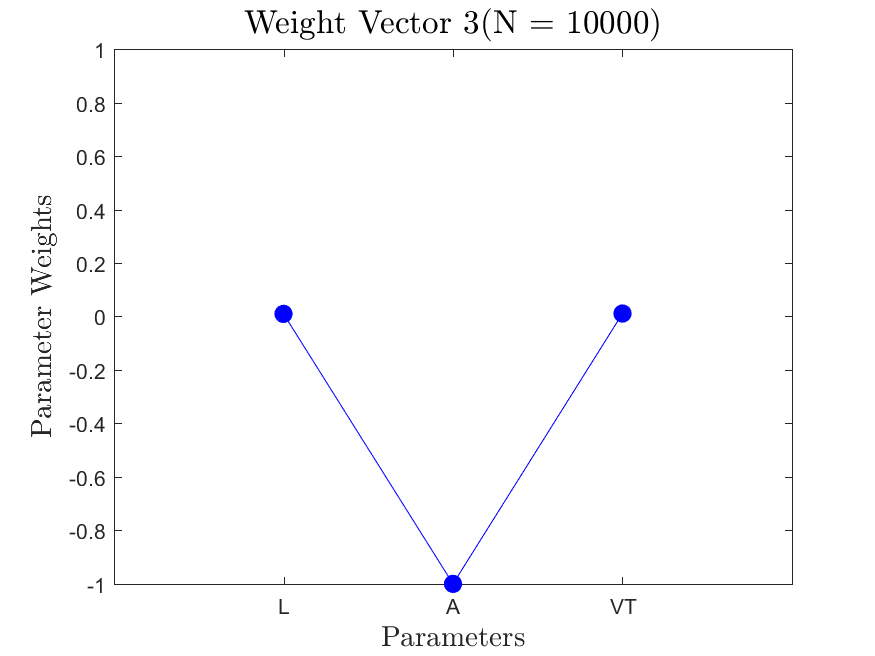 Weight Vector 3(N = 10000)
1
0.8
0.6
0.4
0.2
0
-0.2
-0.4
-0.6
-0.8
-1
Parameter Weights
L A VT
Parameters